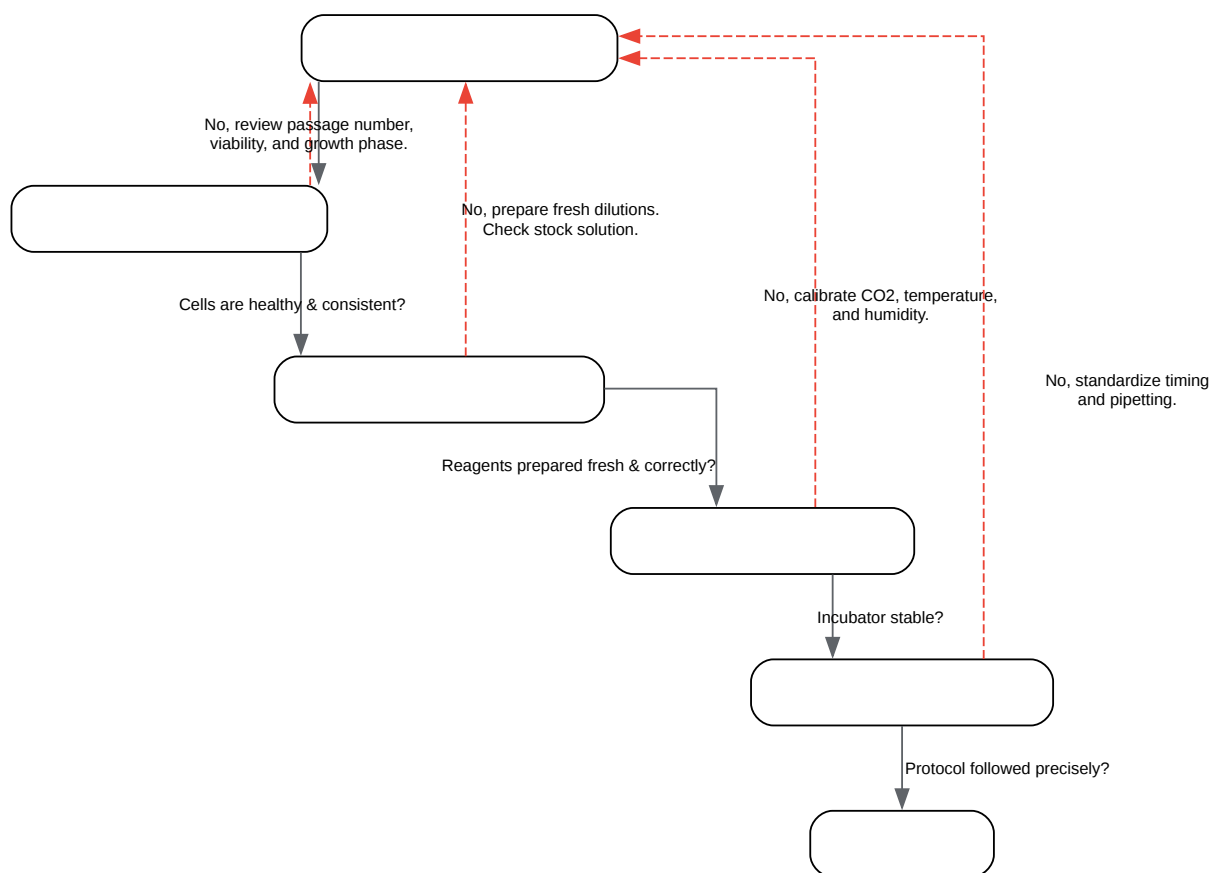 No, review passage number,
viability, and growth phase.
No, prepare fresh dilutions.
Check stock solution.
Cells are healthy & consistent?
No, calibrate CO2, temperature,
and humidity.
No, standardize timing
and pipetting.
Reagents prepared fresh & correctly?
Incubator stable?
Protocol followed precisely?